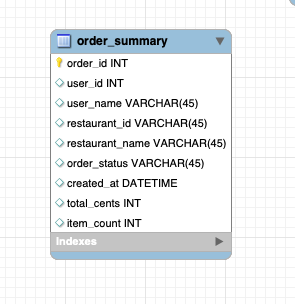 order_summary
order_id INT
user_id INT
user_name VARCHAR(45)
restaurant_id VARCHAR(45)
restaurant_name VARCHAR(45)
order_status VARCHAR(45)
created_at DATETIME
total_cents INT
item_count INT
Indexes